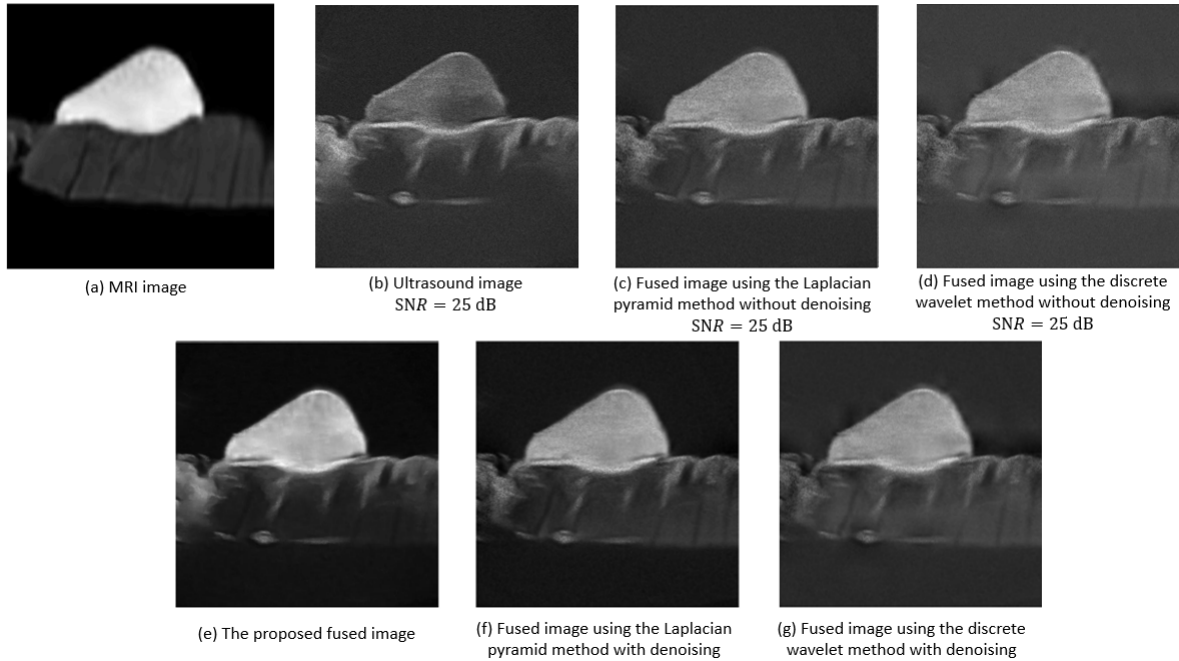 (a) MRI image
(b) Ultrasound image
SNR = 25 dB
(c) Fused image using the Laplacian
pyramid method without denoising
SNR = 25 dB
(d) Fused image using the discrete
wavelet method without denoising
SNR = 25 dB
(e) The proposed fused image
(f) Fused image using the Laplacian
pyramid method with denoising
(g) Fused image using the discrete
wavelet method with denoising